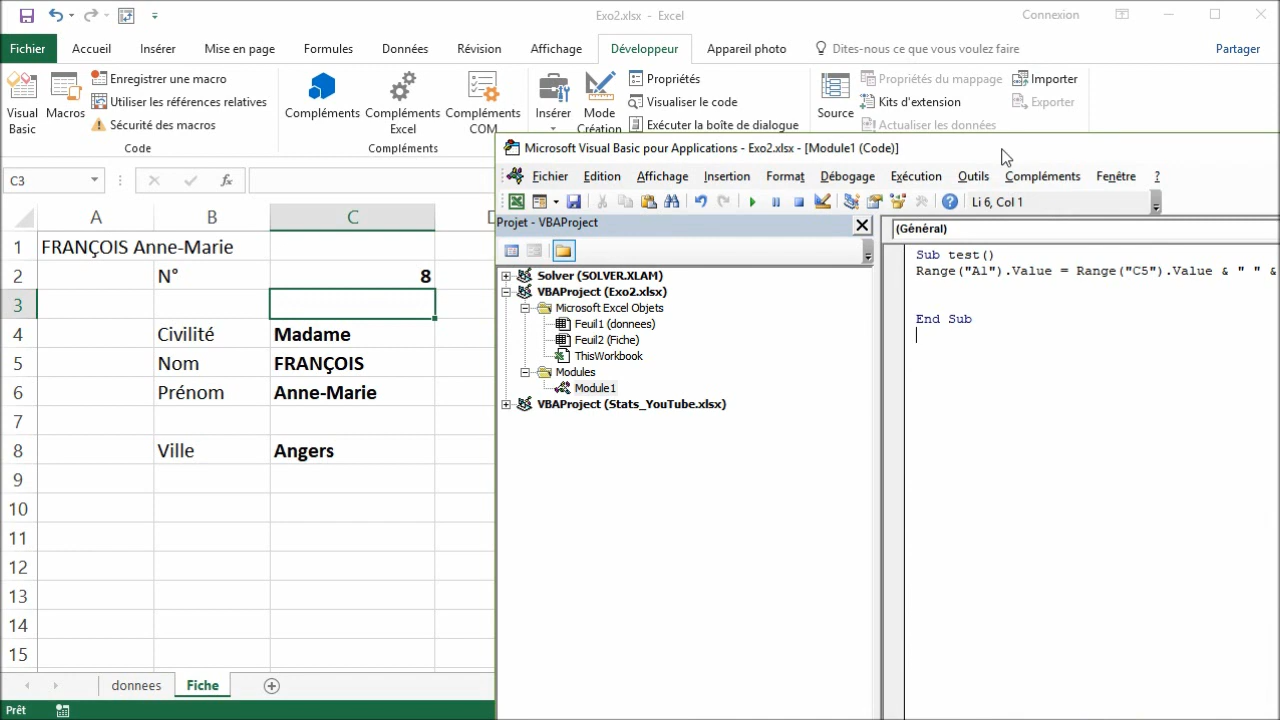 Exo2.xlsx - Excel
Connexion
Fichier Accueil Insérer Mise en page Formules Données Révision Affichage Développeur Appareil photo Dites-nous ce que vous voulez faire Partager
Visual Basic
Macros
Enregistrer une macro
Utiliser les références relatives
Sécurité des macros
Code
Compléments
Compléments Excel
Compléments COM
Compléments
Insérer
Mode Création
Propriétés
Visualiser le code
Exécuter la boîte de dialogue
Source
Propriétés du mappage
Kits d'extension
Actualiser les données
Importer
Exporter
C3
fx
A B C D
1 FRANÇOIS Anne-Marie
2 N° 8
3
4 Civilité Madame
5 Nom FRANÇOIS
6 Prénom Anne-Marie
7
8 Ville Angers
9
10
11
12
13
14
15
donnees Fiche
Prêt
Microsoft Visual Basic pour Applications - Exo2.xlsx - [Module1 (Code)]
Fichier Edition Affichage Insertion Format Débogage Exécution Outils Compléments Fenêtre ?
Li 6, Col 1
Projet - VBAProject
Solver (SOLVER.XLAM)
VBAProject (Exo2.xlsx)
Microsoft Excel Objets
Feuil1 (donnees)
Feuil2 (Fiche)
ThisWorkbook
Modules
Module1
VBAProject (Stats_YouTube.xlsx)
(Général)
Sub test()
Range("A1").Value = Range("C5").Value & " " &
End Sub